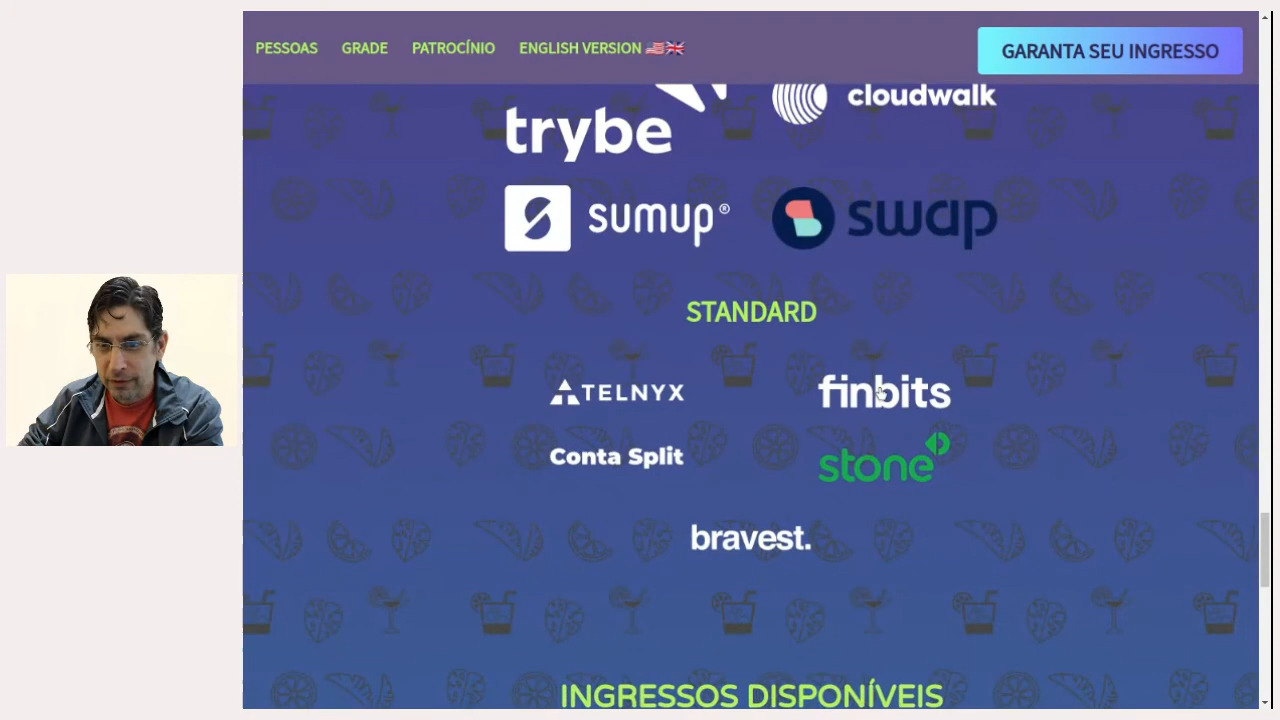 PESSOAS GRADE PATROCÍNIO ENGLISH VERSION GARANTA SEU INGRESSO
trybe cloudwalk
sumup® swap
STANDARD
TELNYX finbits
Conta Split stone
bravest.
INGRESSOS DISPONÍVEIS